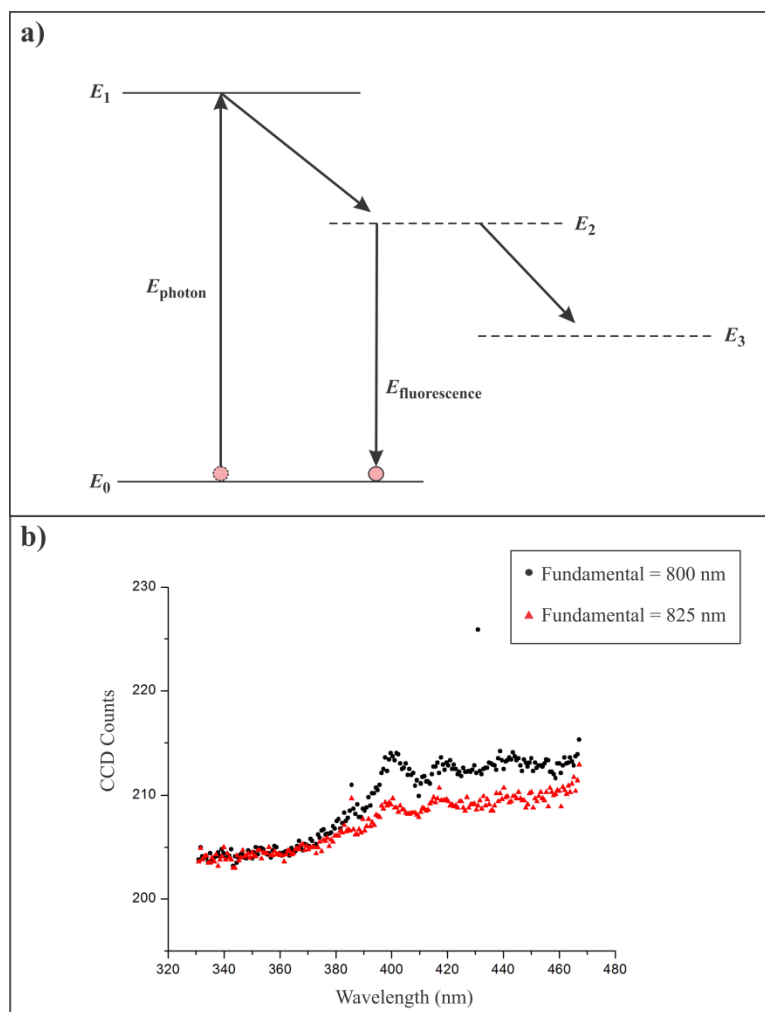 a)
E1
E2
Ephoton
E3
Efluorescence
E0
b)
230
Fundamental = 800 nm
Fundamental = 825 nm
220
CCD Counts
210
200
320 340 360 380 400 420 440 460 480
Wavelength (nm)